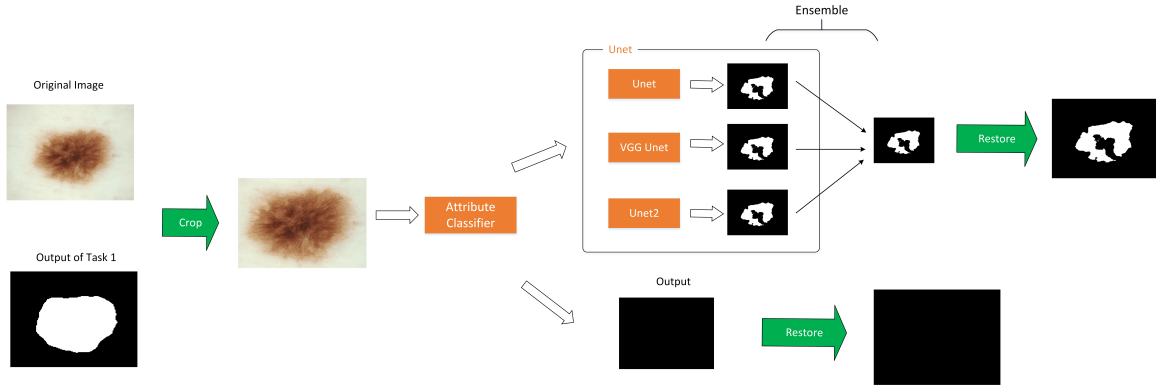 Original Image
Output of Task 1
Crop
Attribute
Classifier
Ensemble
Unet
Unet
VGG Unet
Unet2
Restore
Output
Restore